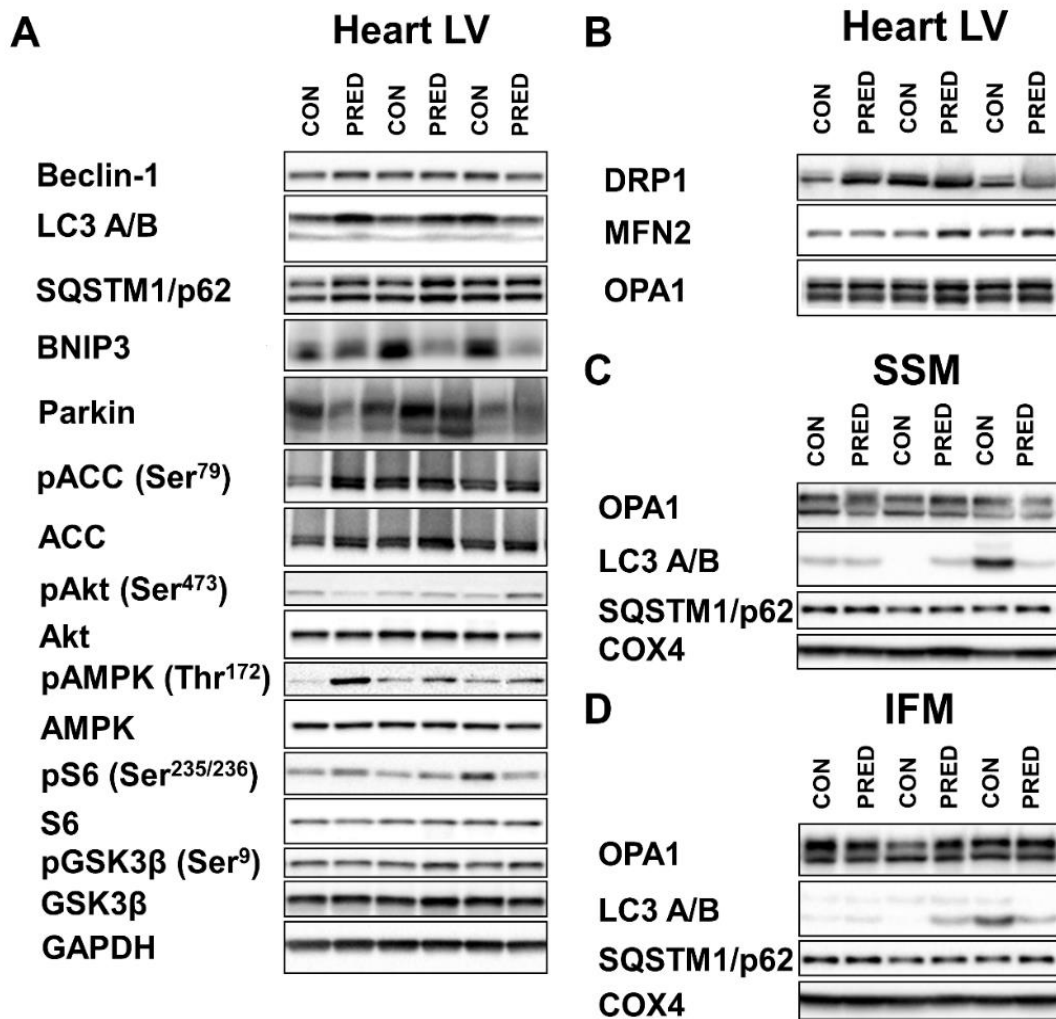 A
Heart LV
CON PRED CON PRED CON PRED
Beclin-1
LC3 A/B
SQSTM1/p62
BNIP3
Parkin
pACC (Ser79)
ACC
pAkt (Ser473)
Akt
pAMPK (Thr172)
AMPK
pS6 (Ser235/236)
S6
pGSK3β (Ser9)
GSK3β
GAPDH
B
Heart LV
CON PRED CON PRED CON PRED
DRP1
MFN2
OPA1
C
SSM
CON PRED CON PRED CON PRED
OPA1
LC3 A/B
SQSTM1/p62
COX4
D
IFM
CON PRED CON PRED CON PRED
OPA1
LC3 A/B
SQSTM1/p62
COX4